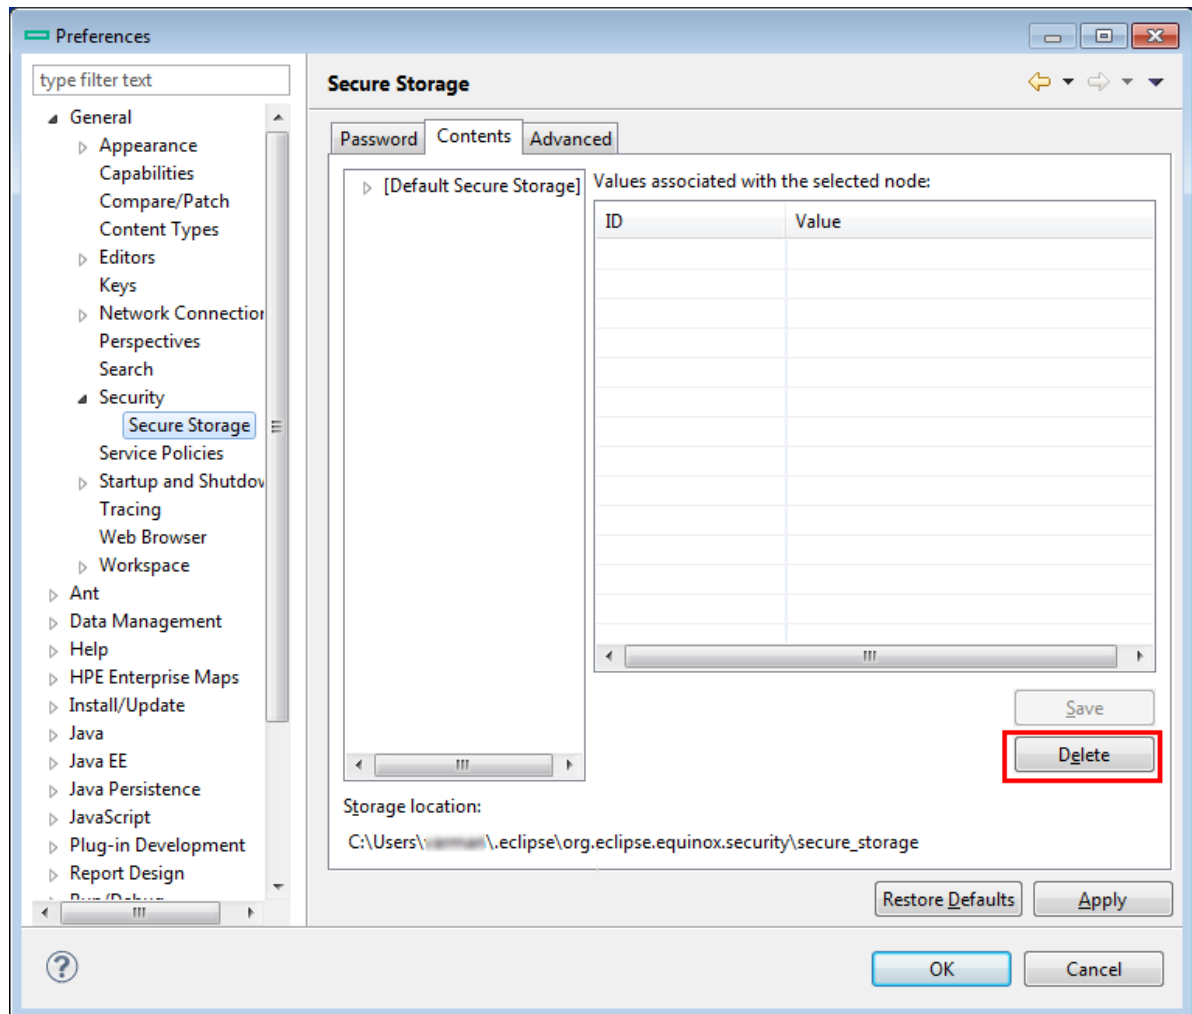 Preferences
type filter text
General
Appearance
Capabilities
Compare/Patch
Content Types
Editors
Keys
Network Connection
Perspectives
Search
Security
Secure Storage
Service Policies
Startup and Shutdov
Tracing
Web Browser
Workspace
Ant
Data Management
Help
HPE Enterprise Maps
Install/Update
Java
Java EE
Java Persistence
JavaScript
Plug-in Development
Report Design
Run/Debug
Secure Storage
Password Contents Advanced
[Default Secure Storage]
Values associated with the selected node:
ID Value
Save
Delete
Storage location:
C:\Users\ \.eclipse\org.eclipse.equinox.security\secure_storage
Restore Defaults Apply
OK Cancel